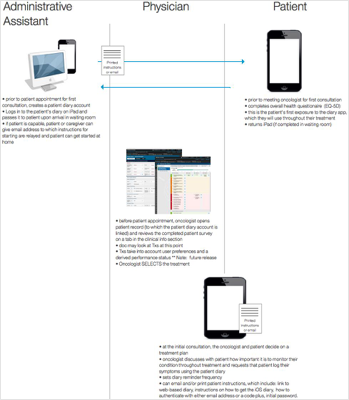 Administrative
Assistant
Physician
Patient
Printed
instructions
or email
• prior to patient appointment for first
consultation, creates a patient diary account
• Logs in to the patient's diary on iPad and
passes it to patient upon arrival in waiting room
• if patient is capable, patient or caregiver can
give email address to which instructions for
starting are relayed and patient can get started at
home
• prior to meeting oncologist for first consultation
• completes overall health questionaire (EQ-5D)
• this is the patient's first exposure to the diary app,
which they will use throughout their treatment
• returns iPad (if completed in waiting room)
• before patient appointment, oncologist opens
patient record (to which the patient diary account is
linked) and reviews the completed patient survey
on a tab in the clinical info section
• doc may look at Txs at this point
• Txs take into account user preferences and a
derived performance status ** Note: future release
• Oncologist SELECTS the treatment
Printed
instructions
or email
• at the initial consultation, the oncologist and patient decide on a
treatment plan
• oncologist discusses with patient how important it is to monitor their
condition throughout treatment and requests that patient log their
symptoms using the patient diary.
• sets diary reminder frequency
• can email and/or print patient instructions, which include: link to
web-based diary, instructions on how to get the iOS diary, how to
authenticate with either email address or a code plus, initial password.